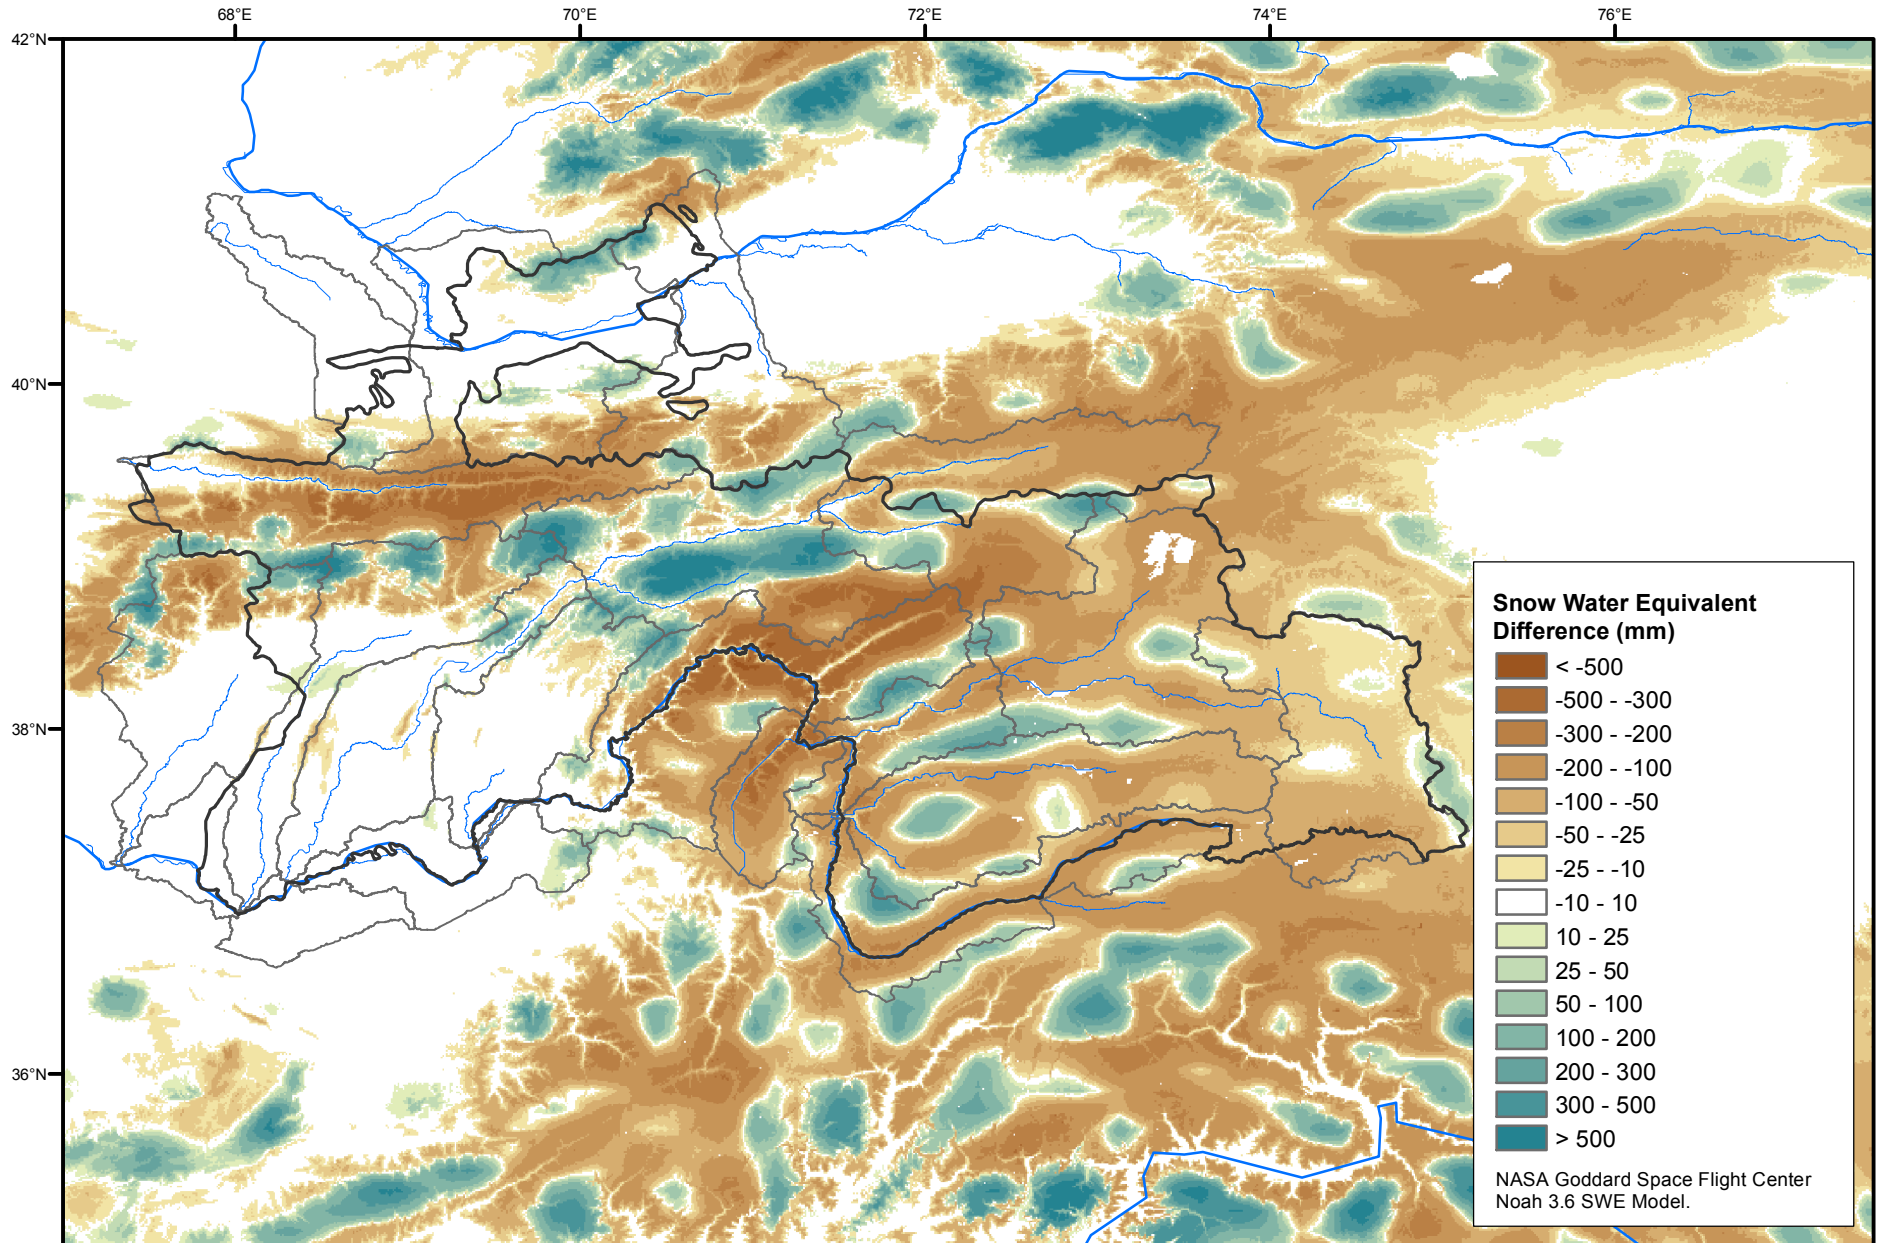 68°E
70°E
72°E
74°E
76°E
42°N
40°N
38°N
36°N
Snow Water Equivalent
Difference (mm)
< -500
-500 - -300
-300 - -200
-200 - -100
-100 - -50
-50 - -25
-25 - -10
-10 - 10
10 - 25
25 - 50
50 - 100
100 - 200
200 - 300
300 - 500
> 500
NASA Goddard Space Flight Center
Noah 3.6 SWE Model.